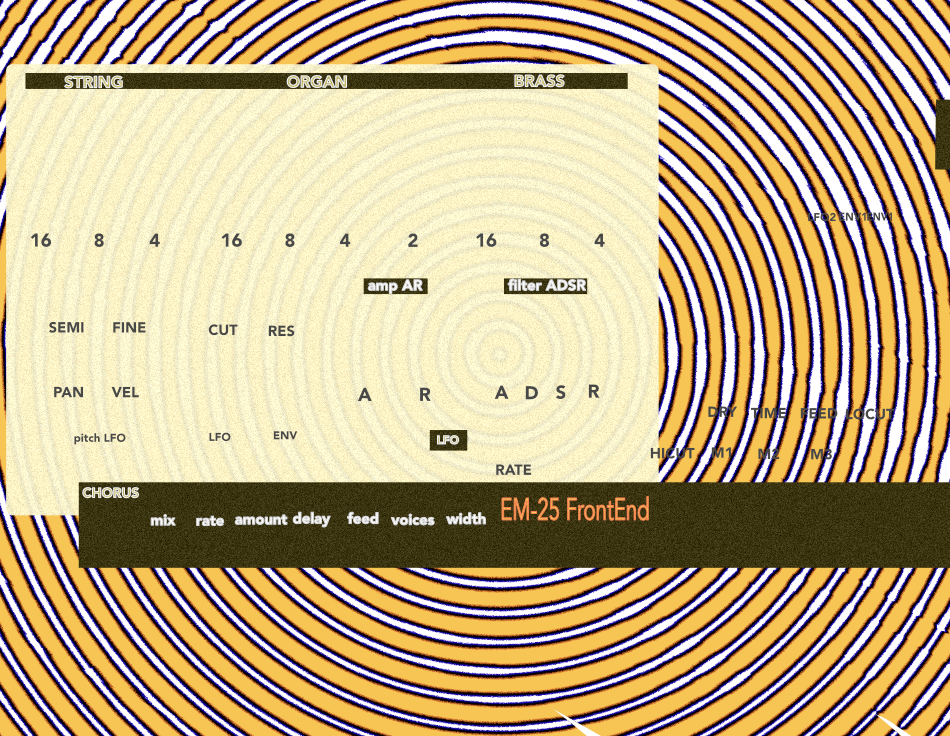 STRING ORGAN BRASS
LFO2 ENV1 ENV1
16 8 4 16 8 4 2 16 8 4
amp AR filter ADSR
SEMI FINE CUT RES
PAN VEL A R A D S R
DRY TIME FEED LOCUT
pitch LFO LFO ENV LFO
HICUT M1 M2 M3
RATE
CHORUS
mix rate amount delay feed voices width EM-25 FrontEnd